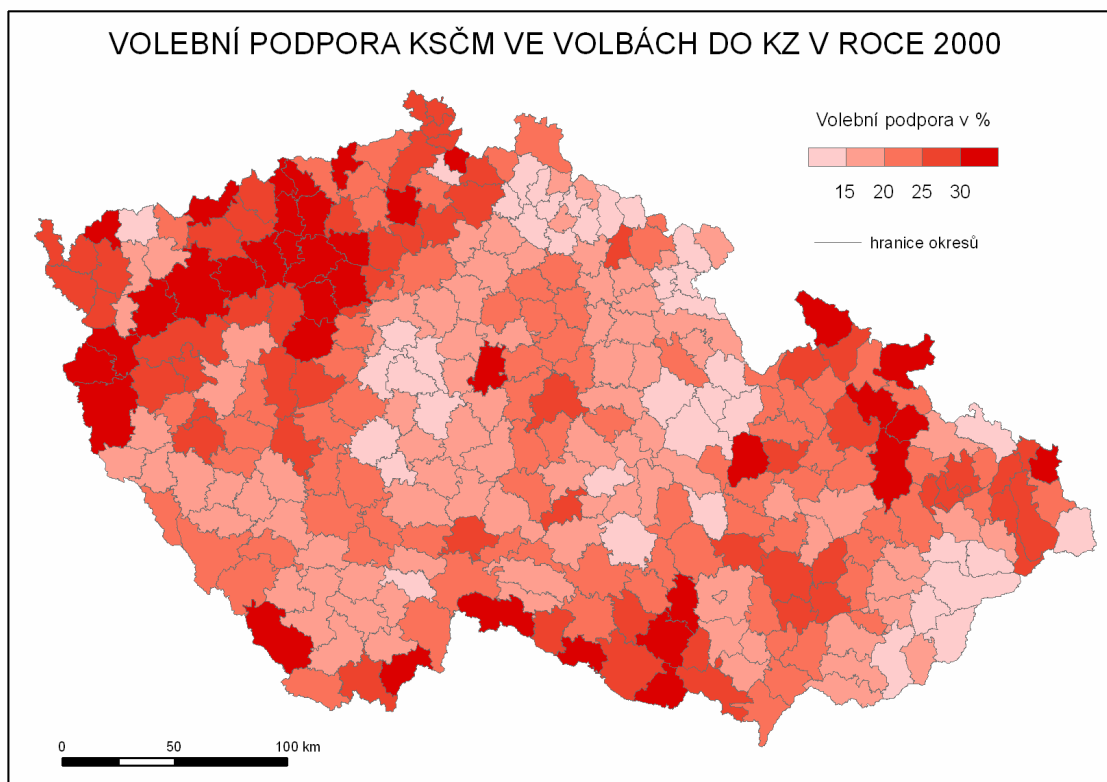 VOLEBNÍ PODPORA KSČM VE VOLBÁCH DO KZ V ROCE 2000
Volební podpora v %
15 20 25 30
hranice okresů
0 50 100 km